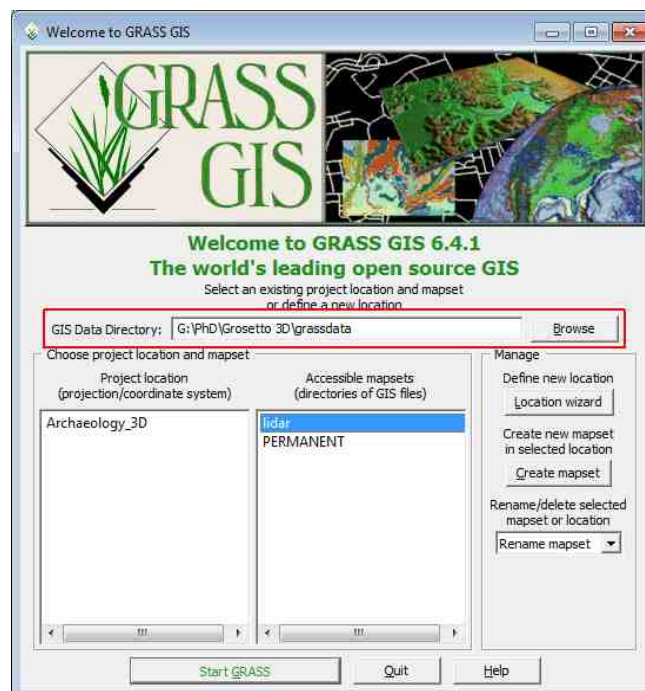 Welcome to GRASS GIS
GRASS
GIS
Welcome to GRASS GIS 6.4.1
The world's leading open source GIS
Select an existing project location and mapset
or define a new location
GIS Data Directory: G:\PhD\Grosetto 3D\grassdata Browse
Choose project location and mapset
Project location
(projection/coordinate system)
Archaeology_3D
Accessible mapsets
(directories of GIS files)
lidar
PERMANENT
Manage
Define new location
Location wizard
Create new mapset
in selected location
Create mapset
Rename/delete selected
mapset or location
Rename mapset
Start GRASS Quit Help